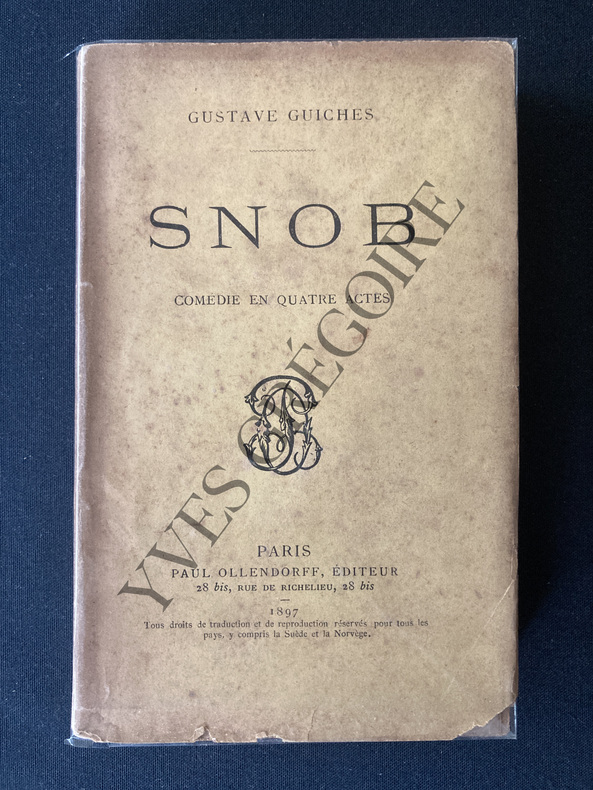 GUSTAVE GUICHES
SNOB
COMÉDIE EN QUATRE ACTES
PARIS
PAUL OLLENDORFF, ÉDITEUR
28 bis, RUE DE RICHELIEU, 28 bis
1897
Tous droits de traduction et de reproduction réservés pour tous les
pays, y compris la Suède et la Norvège.
YVES GRÉGOIRE